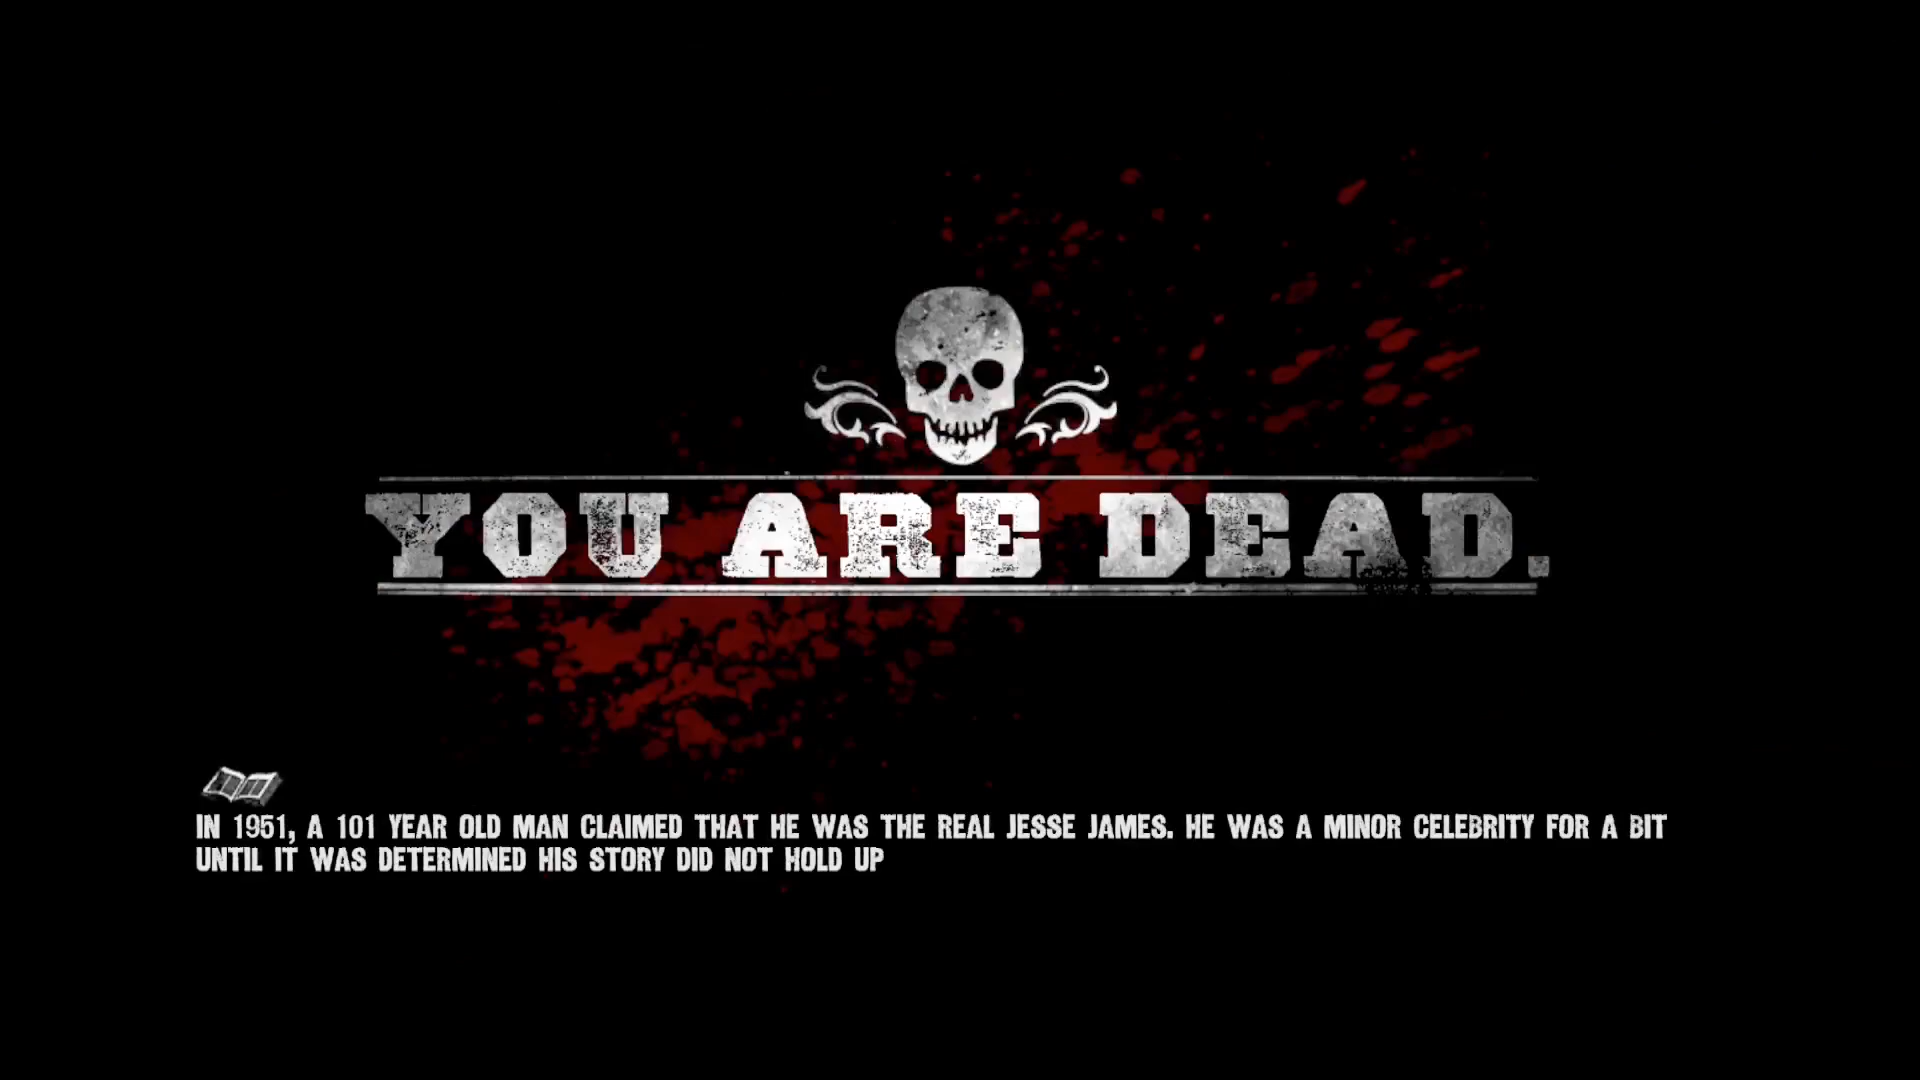 YOU ARE DEAD.
IN 1951, A 101 YEAR OLD MAN CLAIMED THAT HE WAS THE REAL JESSE JAMES. HE WAS A MINOR CELEBRITY FOR A BIT
UNTIL IT WAS DETERMINED HIS STORY DID NOT HOLD UP